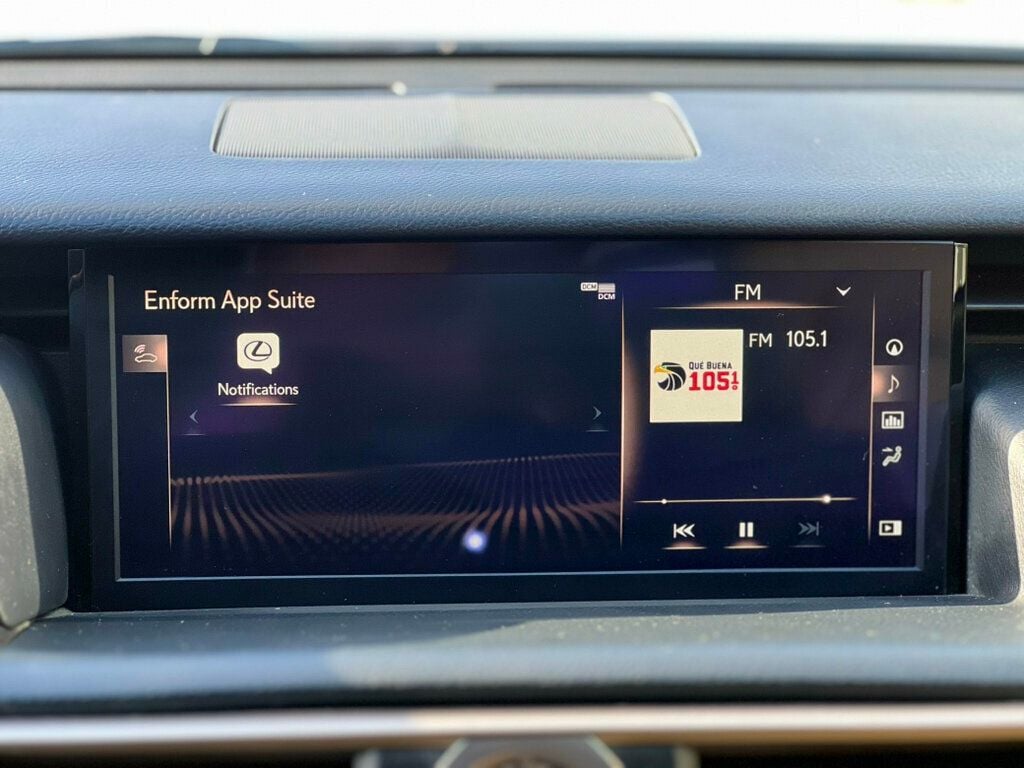 Enform App Suite
DCM
DCM
Notifications
FM
FM 105.1
QUÉ BUENA
105.1